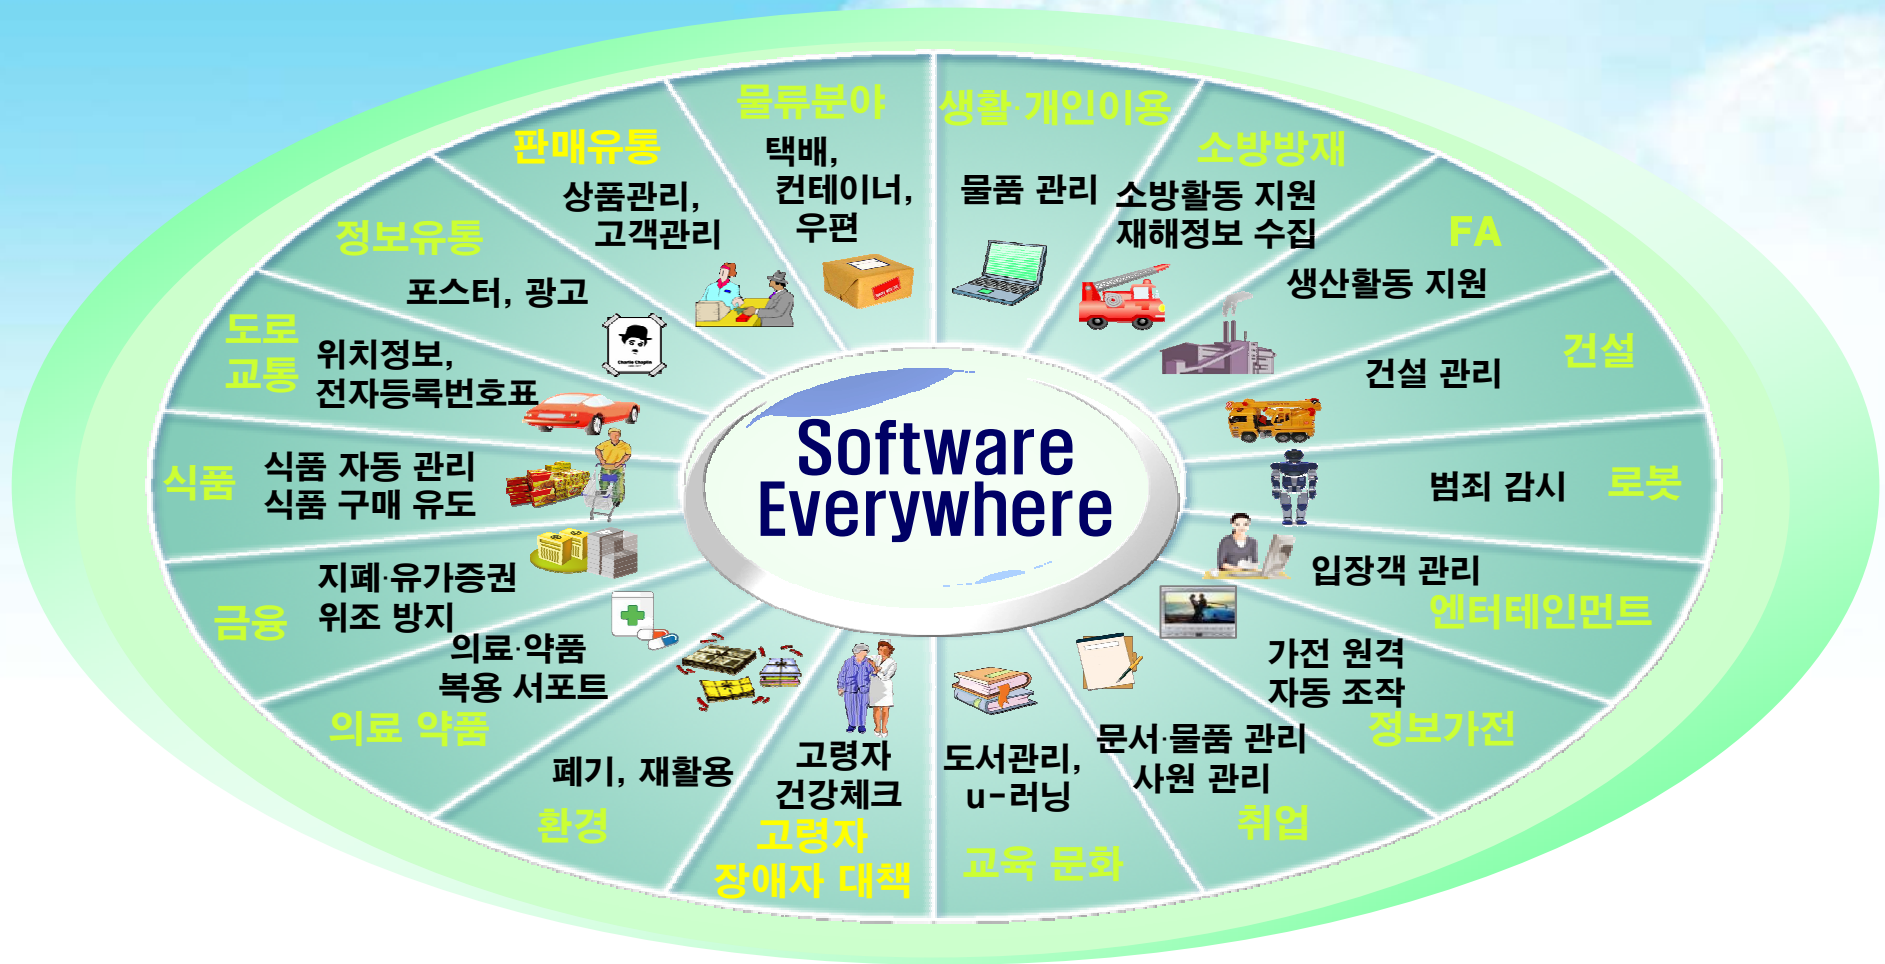 Software
Everywhere
물류분야
택배,
컨테이너,
우편
생활·개인이용
물품 관리
소방방재
소방활동 지원
재해정보 수집
FA
생산활동 지원
건설
건설 관리
로봇
범죄 감시
입장객 관리
엔터테인먼트
가전 원격
자동 조작
정보가전
문서·물품 관리
사원 관리
취업
도서관리,
u-러닝
교육 문화
고령자
건강체크
고령자
장애자 대책
폐기, 재활용
환경
의료·약품
복용 서포트
의료 약품
지폐·유가증권
위조 방지
금융
식품
식품 자동 관리
식품 구매 유도
도로
교통
위치정보,
전자등록번호표
정보유통
포스터, 광고
Charlie Chaplin
판매유통
상품관리,
고객관리